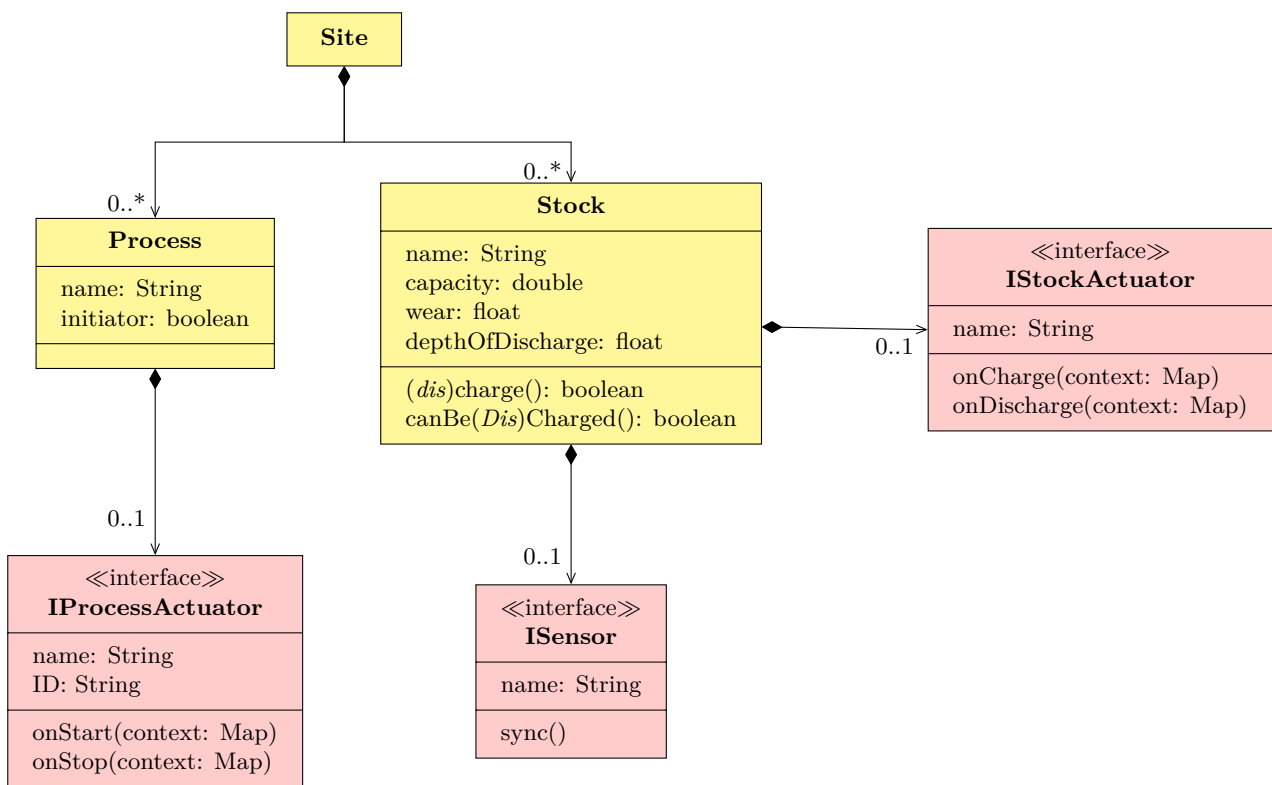 Site
0..*
0..*
Process
name: String
initiator: boolean
Stock
name: String
capacity: double
wear: float
depthOfDischarge: float
(dis)charge(): boolean
canBe(Dis)Charged(): boolean
0..1
≪interface≫
IStockActuator
name: String
onCharge(context: Map)
onDischarge(context: Map)
0..1
≪interface≫
IProcessActuator
name: String
ID: String
onStart(context: Map)
onStop(context: Map)
0..1
≪interface≫
ISensor
name: String
sync()